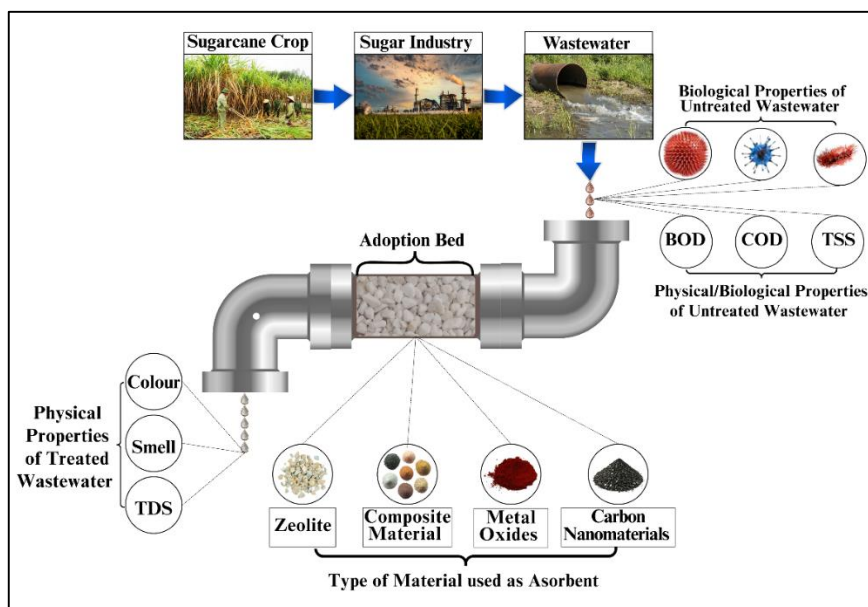 Sugarcane Crop
Sugar Industry
Wastewater
Biological Properties of
Untreated Wastewater
BOD
COD
TSS
Physical/Biological Properties
of Untreated Wastewater
Adoption Bed
Colour
Smell
TDS
Physical
Properties
of Treated
Wastewater
Zeolite
Composite
Material
Metal
Oxides
Carbon
Nanomaterials
Type of Material used as Asorbent